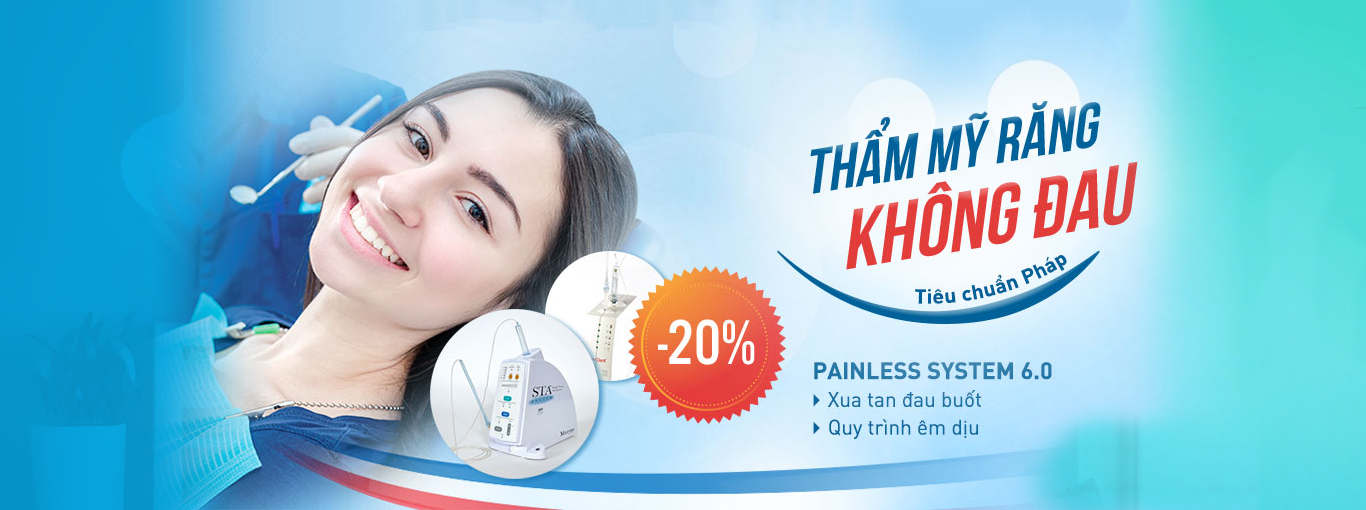 THẨM MỸ RĂNG
KHÔNG ĐAU
Tiêu chuẩn Pháp
-20%
PAINLESS SYSTEM 6.0
Xua tan đau buốt
Quy trình êm dịu
STA